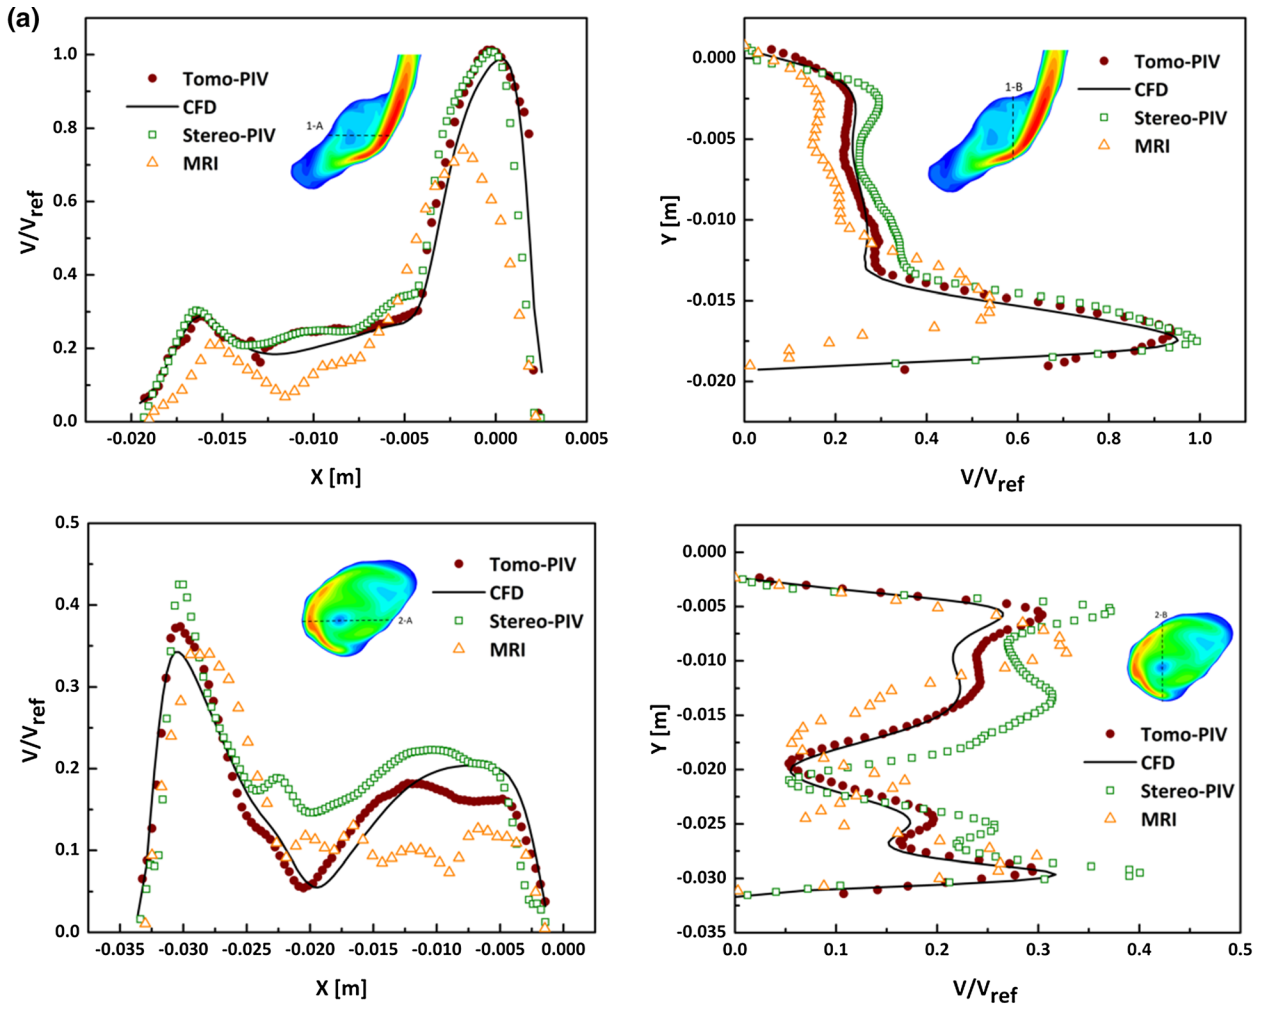 (a)
V/Vref
1.0
0.8
0.6
0.4
0.2
0.0
Tomo-PIV
CFD
Stereo-PIV
MRI
1-A
-0.020 -0.015 -0.010 -0.005 0.000 0.005
X [m]
Y [m]
0.000
-0.005
-0.010
-0.015
-0.020
1-B
Tomo-PIV
CFD
Stereo-PIV
MRI
0.0 0.2 0.4 0.6 0.8 1.0
V/Vref
V/Vref
0.5
0.4
0.3
0.2
0.1
0.0
2-A
Tomo-PIV
CFD
Stereo-PIV
MRI
-0.035 -0.030 -0.025 -0.020 -0.015 -0.010 -0.005 0.000
X [m]
Y [m]
0.000
-0.005
-0.010
-0.015
-0.020
-0.025
-0.030
-0.035
2-B
Tomo-PIV
CFD
Stereo-PIV
MRI
0.0 0.1 0.2 0.3 0.4 0.5
V/Vref